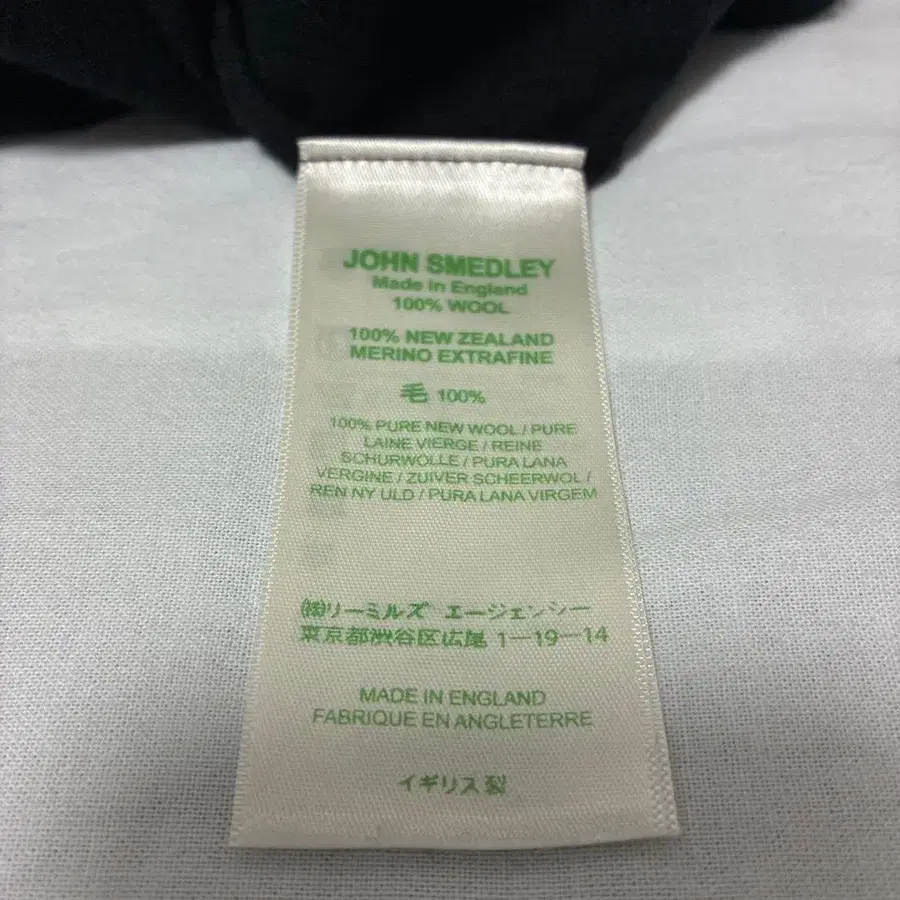 JOHN SMEDLEY
Made in England
100% WOOL
100% NEW ZEALAND
MERINO EXTRAFINE
毛 100%
100% PURE NEW WOOL / PURE
LAINE VIERGE / REINE
SCHURWOLLE / PURA LANA
VERGINE / ZUIVER SCHEERWOL /
REN NY ULD / PURA LANA VIRGEM
㈱リーミルズ エージェンシー
東京都渋谷区広尾 1-19-14
MADE IN ENGLAND
FABRIQUE EN ANGLETERRE
イギリス製